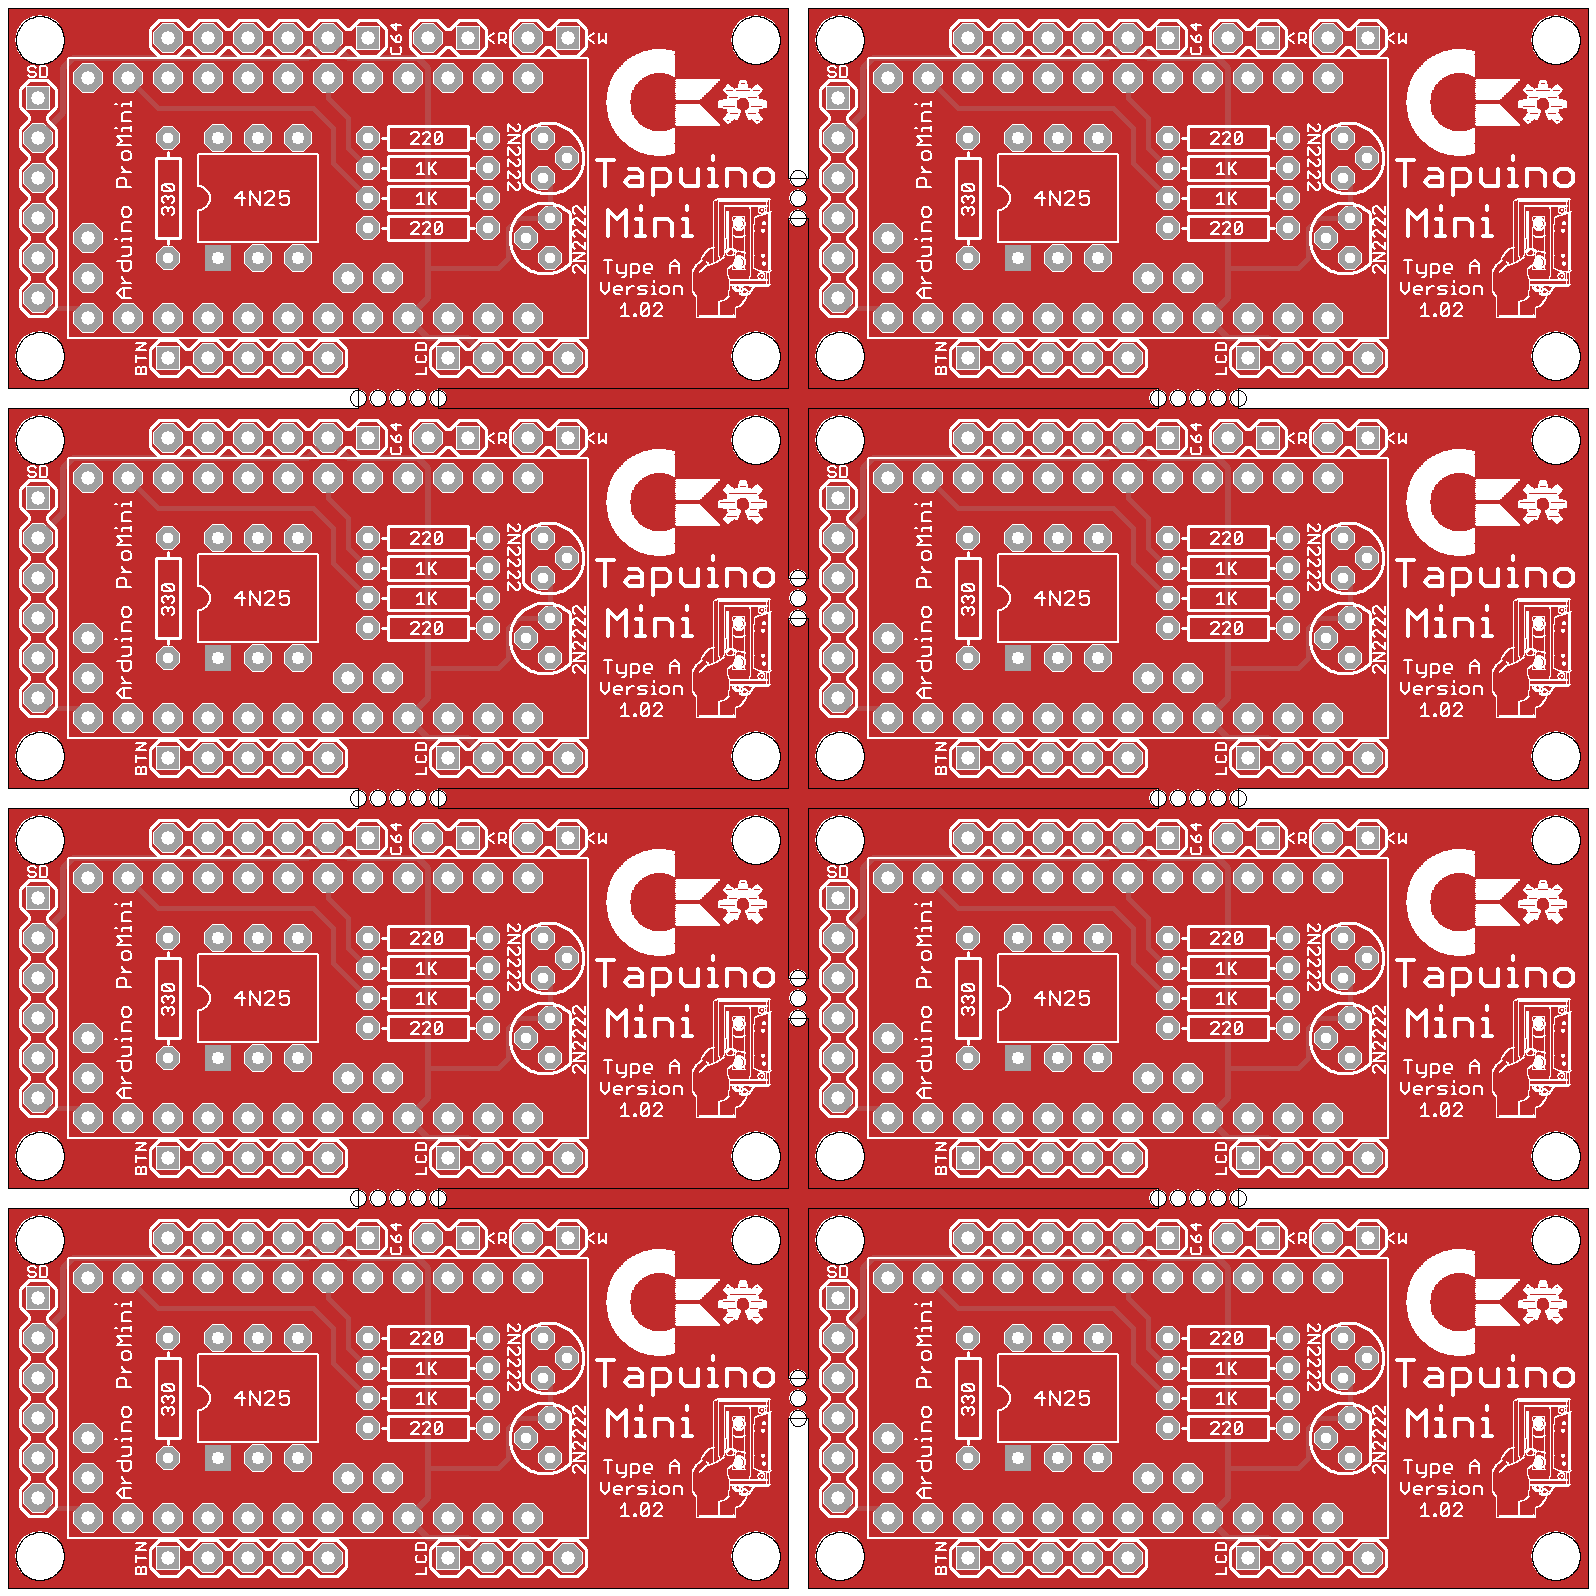 C64
<R
<W
SD
Arduino ProMini
330
4N25
220
1K
1K
220
2N2222
2N2222
Tapuino
Mini
Type A
Version
1.02
BTN
LCD
C64
<R
<W
SD
Arduino ProMini
330
4N25
220
1K
1K
220
2N2222
2N2222
Tapuino
Mini
Type A
Version
1.02
BTN
LCD
C64
<R
<W
SD
Arduino ProMini
330
4N25
220
1K
1K
220
2N2222
2N2222
Tapuino
Mini
Type A
Version
1.02
BTN
LCD
C64
<R
<W
SD
Arduino ProMini
330
4N25
220
1K
1K
220
2N2222
2N2222
Tapuino
Mini
Type A
Version
1.02
BTN
LCD
C64
<R
<W
SD
Arduino ProMini
330
4N25
220
1K
1K
220
2N2222
2N2222
Tapuino
Mini
Type A
Version
1.02
BTN
LCD
C64
<R
<W
SD
Arduino ProMini
330
4N25
220
1K
1K
220
2N2222
2N2222
Tapuino
Mini
Type A
Version
1.02
BTN
LCD
C64
<R
<W
SD
Arduino ProMini
330
4N25
220
1K
1K
220
2N2222
2N2222
Tapuino
Mini
Type A
Version
1.02
BTN
LCD
C64
<R
<W
SD
Arduino ProMini
330
4N25
220
1K
1K
220
2N2222
2N2222
Tapuino
Mini
Type A
Version
1.02
BTN
LCD